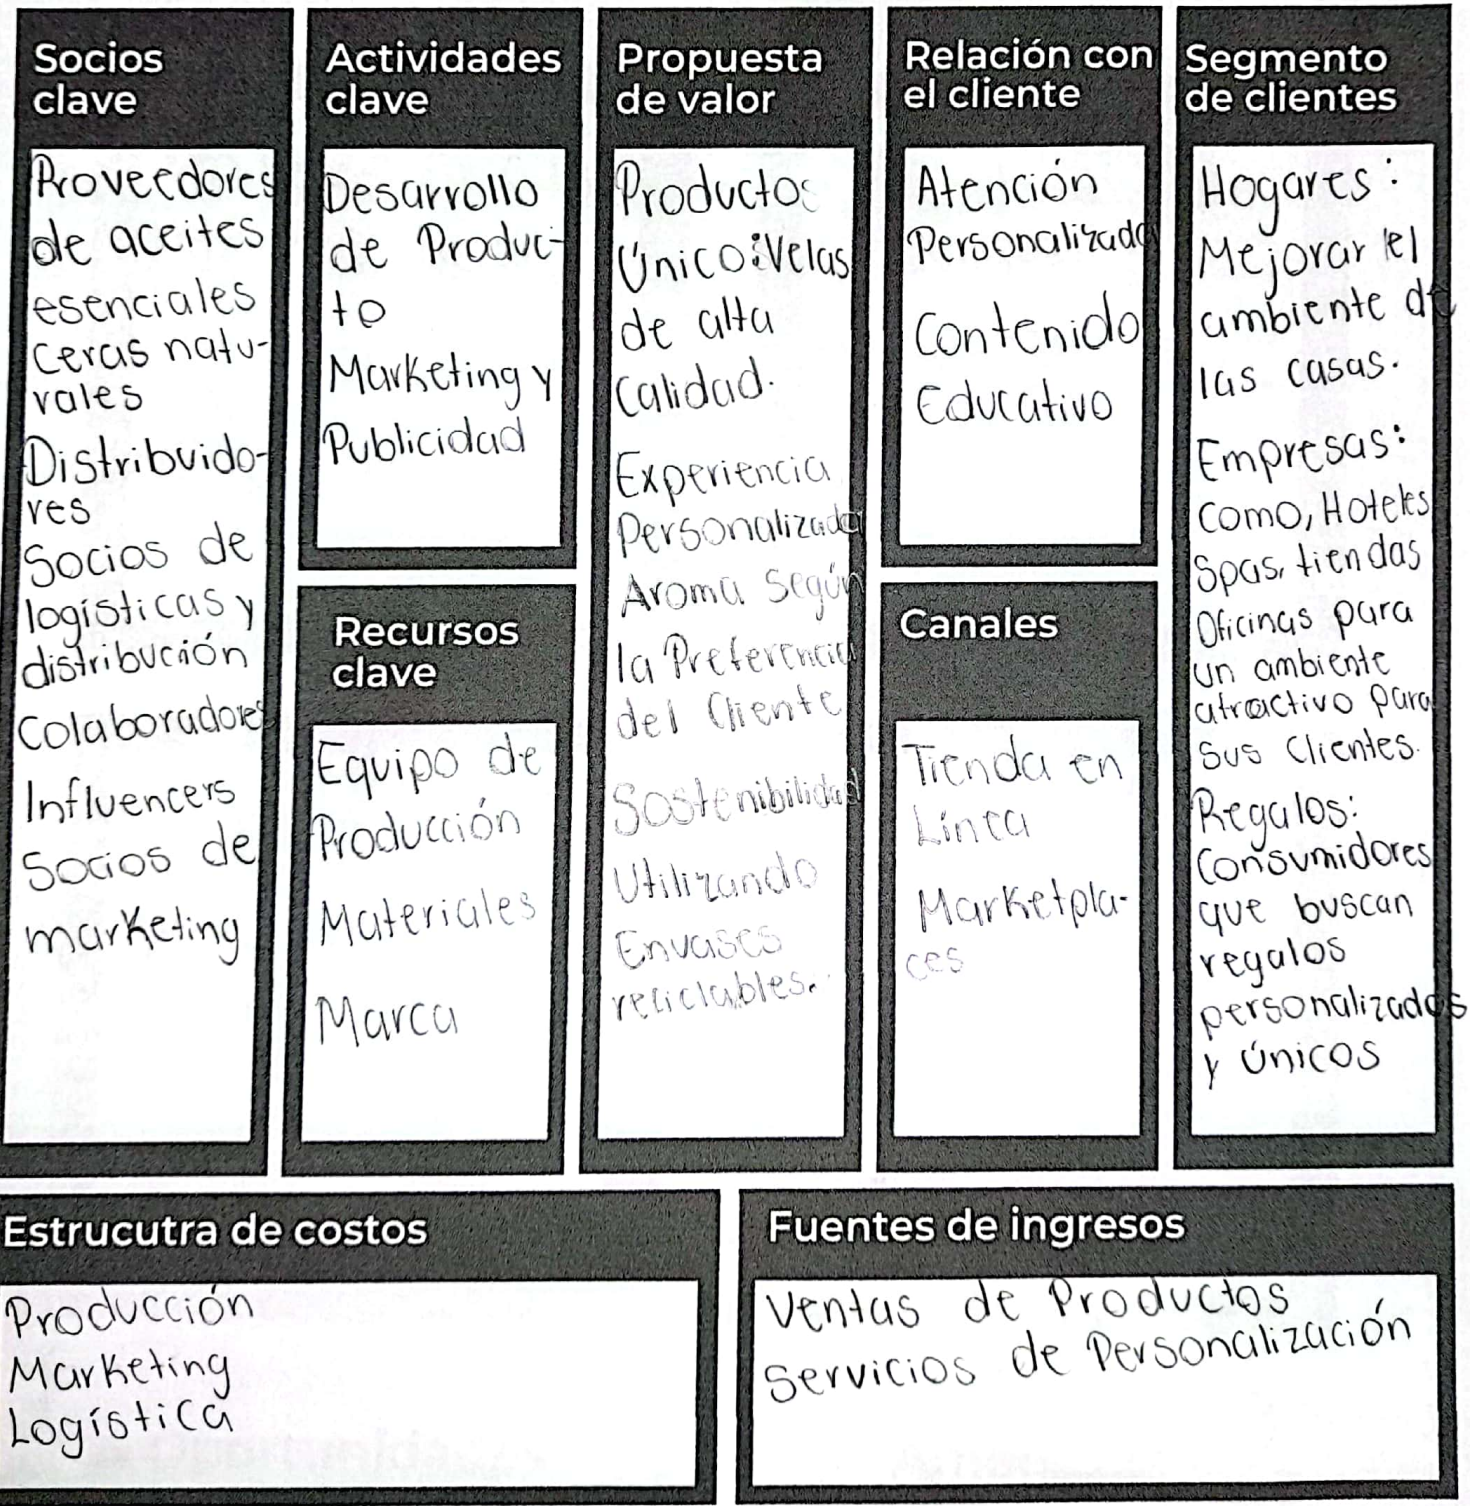 Socios
clave
Proveedores
de aceites
esenciales
ceras natu-
rales
Distribuido-
res
Socios de
logísticas y
distribución
Colaboradores
Influencers
Socios de
marketing
Actividades
clave
Desarrollo
de Produc-
to
Marketing y
Publicidad
Recursos
clave
Equipo de
Producción
Materiales
Marca
Propuesta
de valor
Productos
Único:Velas
de alta
Calidad.
Experiencia
Personalizada
Aroma Según
la Preferencia
del Cliente
Sostenibilidad
Utilizando
Envases
reciclables.
Relación con
el cliente
Atención
Personalizada
Contenido
Educativo
Canales
Tienda en
Línea
Marketpla-
ces
Segmento
de clientes
Hogares:
Mejorar el
ambiente de
las casas.
Empresas:
como, Hoteles
Spas, tiendas
Oficinas para
un ambiente
atractivo para
Sus Clientes.
Regalos:
Consumidores
que buscan
regalos
personalizados
y únicos
Estrucutra de costos
Producción
Marketing
Logística
Fuentes de ingresos
Ventas de Productos
Servicios de Personalización